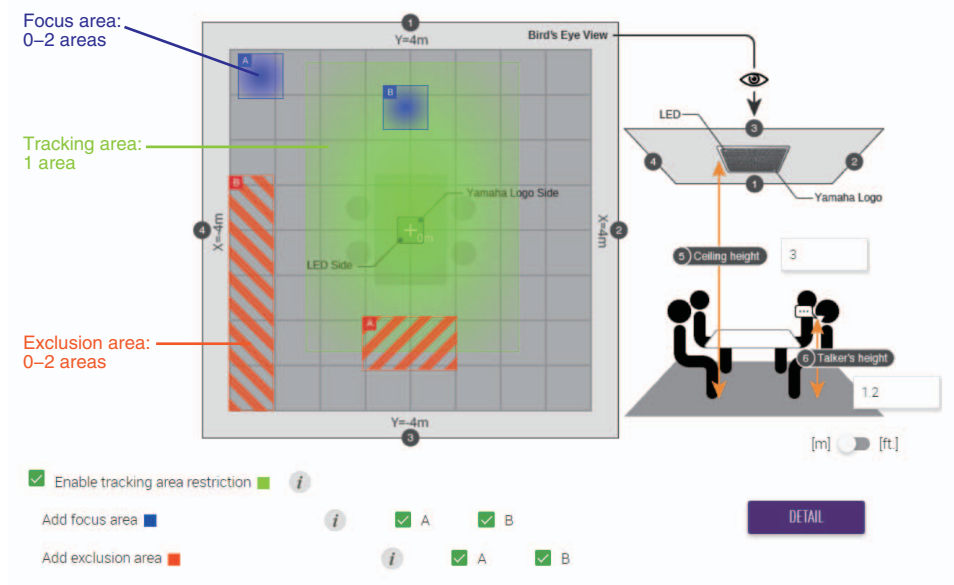 Focus area:
0–2 areas
Tracking area:
1 area
Exclusion area:
0–2 areas
1
Y=4m
Bird's Eye View
A
B
B
Yamaha Logo Side
4
X=-4m
0m
X=4m
2
LED Side
A
Y=-4m
3
LED
3
4
2
1
Yamaha Logo
5 Ceiling height
3
...
6 Talker's height
1.2
[m] [ft.]
Enable tracking area restriction i
Add focus area i A B
DETAIL
Add exclusion area i A B